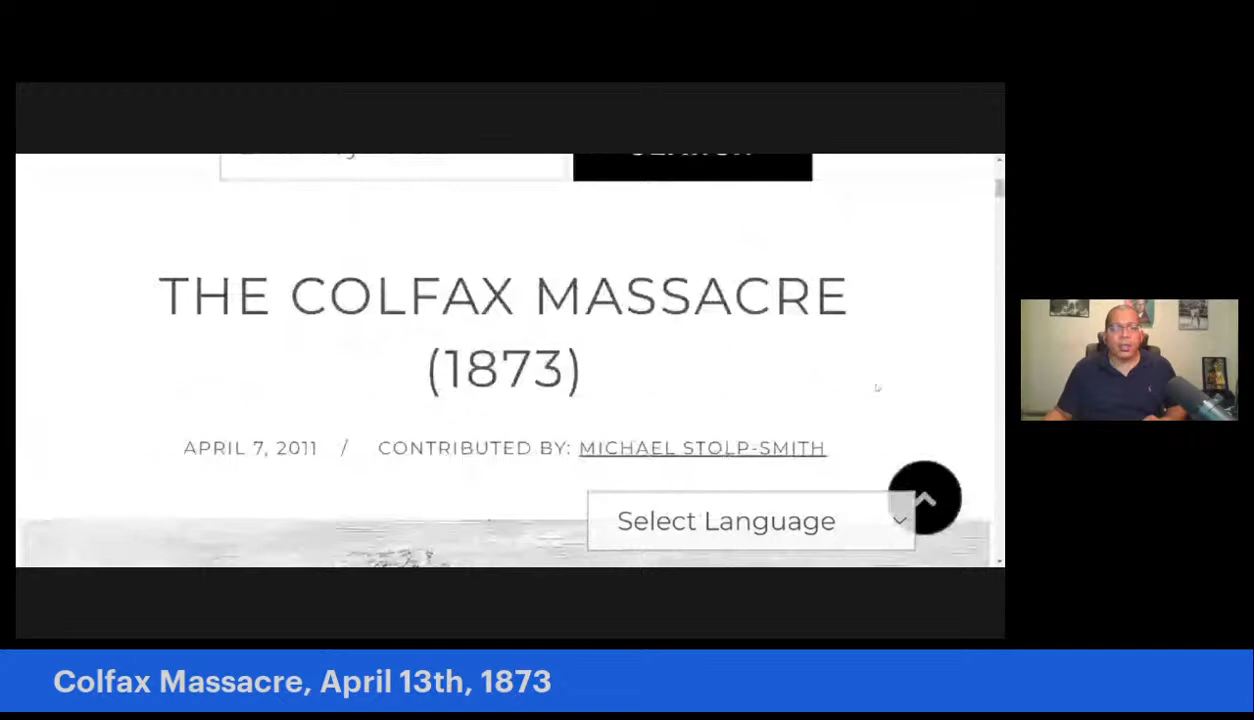 THE COLFAX MASSACRE
(1873)
APRIL 7, 2011 / CONTRIBUTED BY: MICHAEL STOLP-SMITH
Select Language
Colfax Massacre, April 13th, 1873